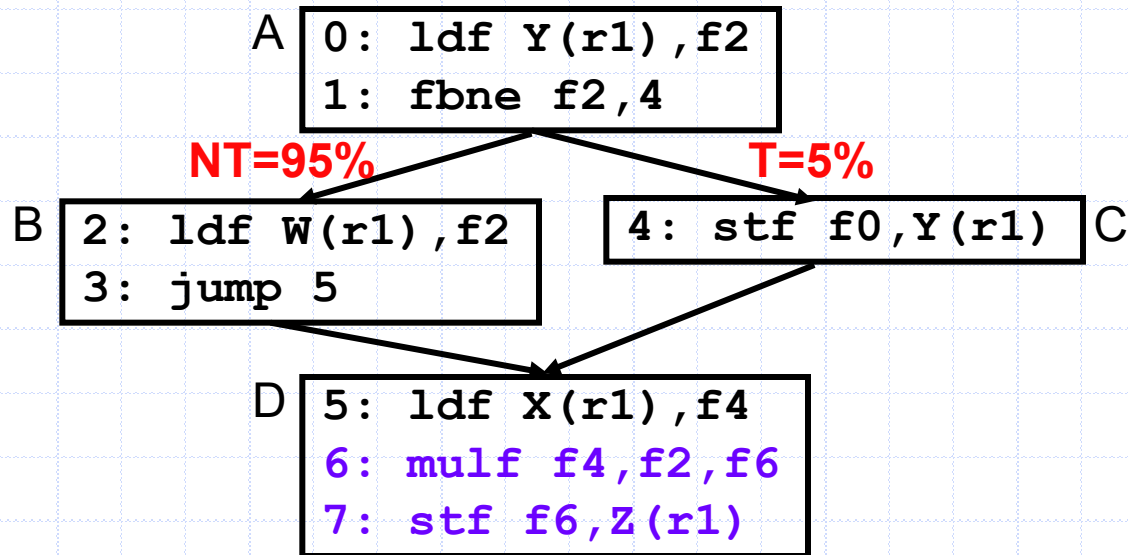 A
0: ldf Y(r1),f2
1: fbne f2,4
NT=95%
T=5%
B
2: ldf W(r1),f2
3: jump 5
4: stf f0,Y(r1)
C
D
5: ldf X(r1),f4
6: mulf f4,f2,f6
7: stf f6,Z(r1)